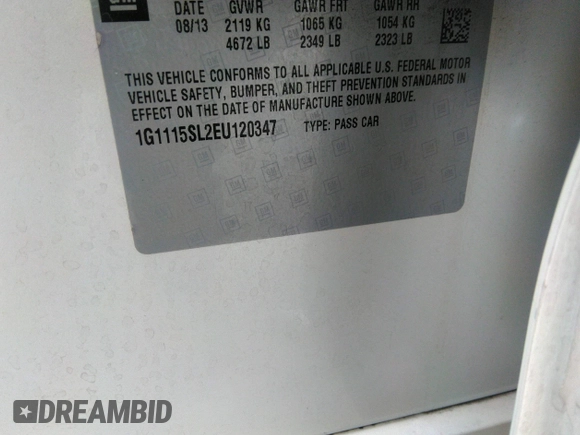 GM
DATE GVWR GAWR FRT GAWR RR
08/13 2119 KG 1065 KG 1054 KG
4672 LB 2349 LB 2323 LB
THIS VEHICLE CONFORMS TO ALL APPLICABLE U.S. FEDERAL MOTOR
VEHICLE SAFETY, BUMPER, AND THEFT PREVENTION STANDARDS IN
EFFECT ON THE DATE OF MANUFACTURE SHOWN ABOVE.
1G1115SL2EU120347 TYPE: PASS CAR
DREAMBID